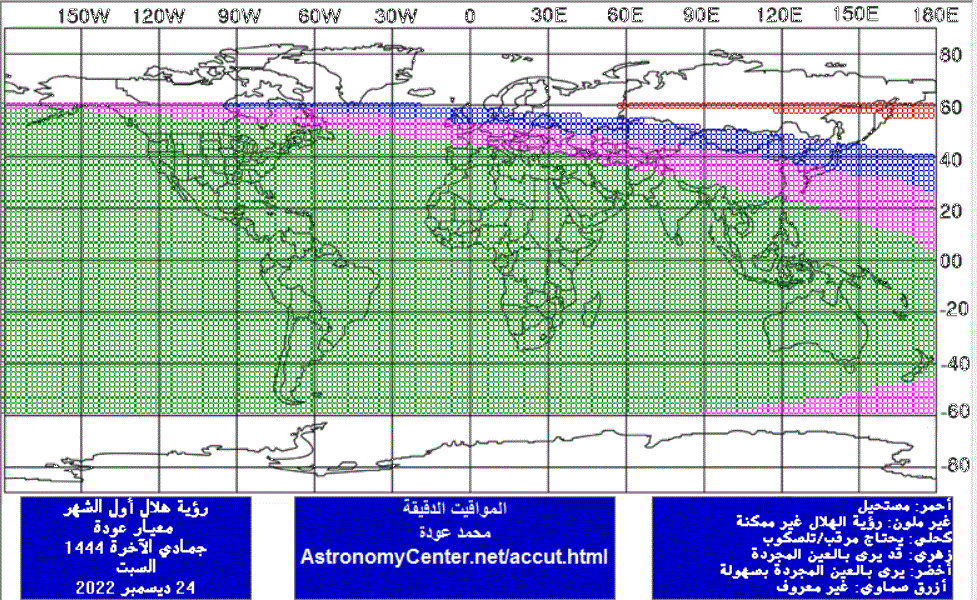 150W 120W 90W 60W 30W 0 30E 60E 90E 120E 150E 180E
80
60
40
20
00
-20
-40
-60
-80
رؤية هلال أول الشهر
معيار عودة
جمادي الآخرة 1444
السبت
24 ديسمبر 2022
المواقيت الدقيقة
محمد عودة
AstronomyCenter.net/accut.html
أحمر: مستحيل
غير ملون: رؤية الهلال غير ممكنة
كحلي: يحتاج مرقب/تلسكوب
زهري: قد يرى بالعين المجردة
أخضر: يرى بالعين المجردة بسهولة
أزرق سماوي: غير معروف